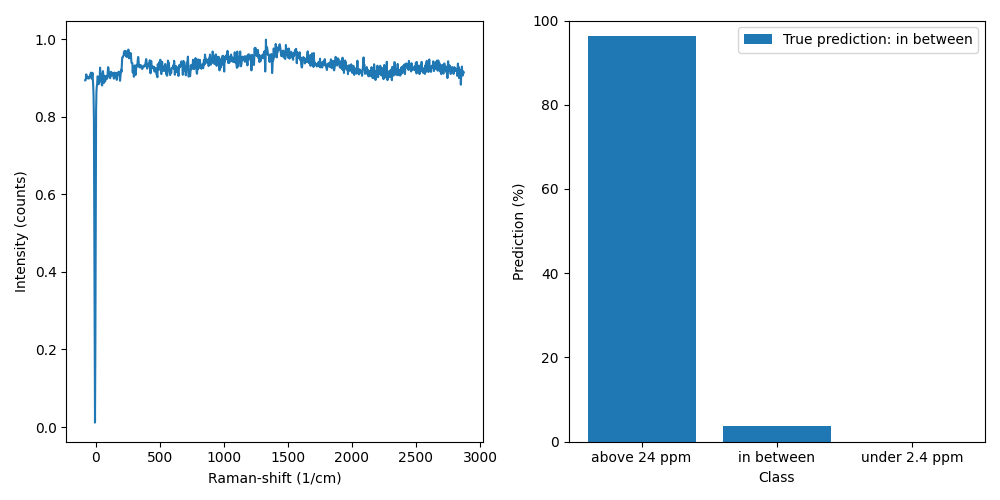 1.0
0.8
0.6
0.4
0.2
0.0
Intensity (counts)
0 500 1000 1500 2000 2500 3000
Raman-shift (1/cm)
100
80
60
40
20
0
Prediction (%)
True prediction: in between
above 24 ppm in between under 2.4 ppm
Class